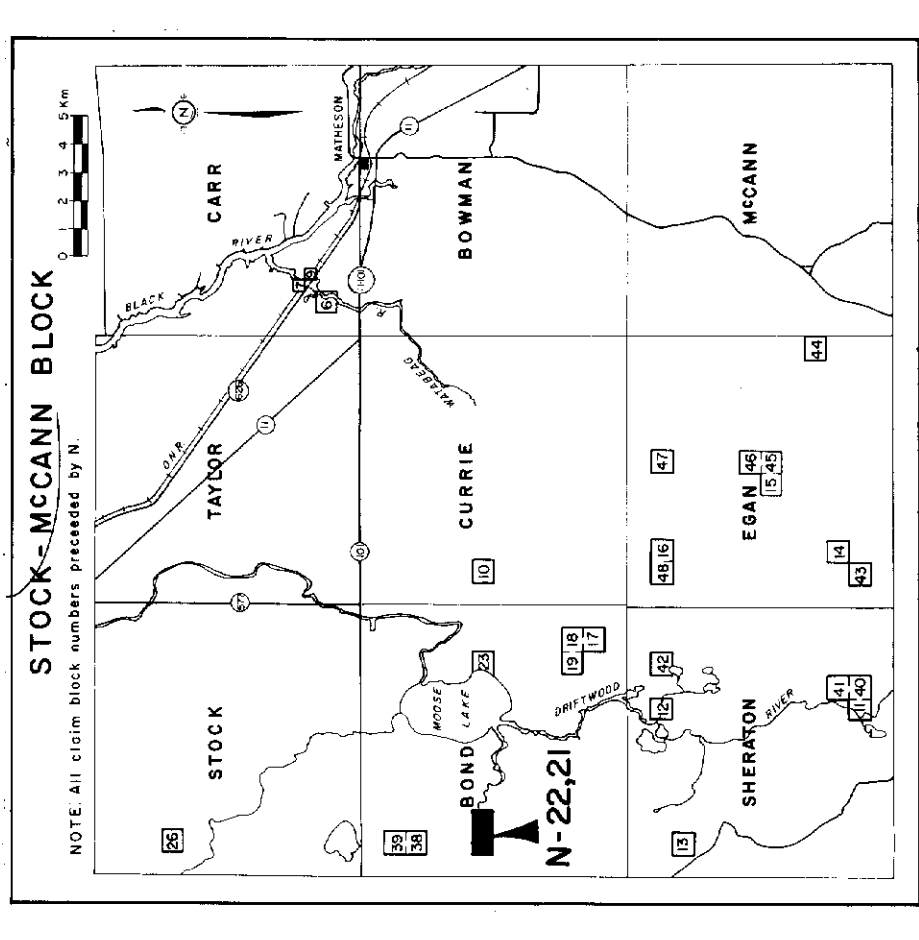 STOCK-McCANN BLOCK
NOTE: All claim block numbers preceeded by N.
0 1 2 3 4 5 Km
N
CARR
MATHESON
BLACK
RIVER
7
9
6
11
101
O.N.R.
11
TAYLOR
101
STOCK
26
BOWMAN
WATABEAG
R.
CURRIE
10
MOOSE
LAKE
23
BOND
39
38
N-22,21
19 18
17
DRIFTWOOD
RIVER
McCANN
44
47
48,16
46
15 45
EGAN
14
43
42
12
SHERATON
13
41
11 40